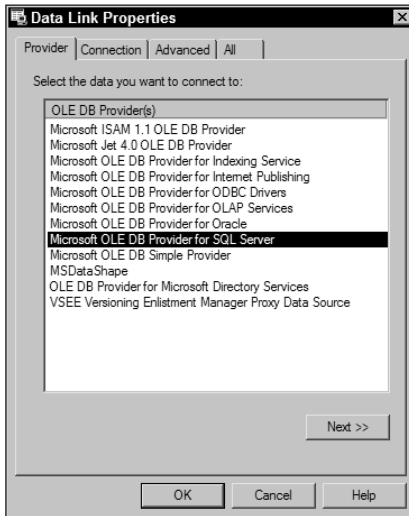 Data Link Properties
Provider Connection Advanced All
Select the data you want to connect to:
OLE DB Provider(s)
Microsoft ISAM 1.1 OLE DB Provider
Microsoft Jet 4.0 OLE DB Provider
Microsoft OLE DB Provider for Indexing Service
Microsoft OLE DB Provider for Internet Publishing
Microsoft OLE DB Provider for ODBC Drivers
Microsoft OLE DB Provider for OLAP Services
Microsoft OLE DB Provider for Oracle
Microsoft OLE DB Provider for SQL Server
Microsoft OLE DB Simple Provider
MSDataShape
OLE DB Provider for Microsoft Directory Services
VSEE Versioning Enlistment Manager Proxy Data Source
Next >>
OK Cancel Help